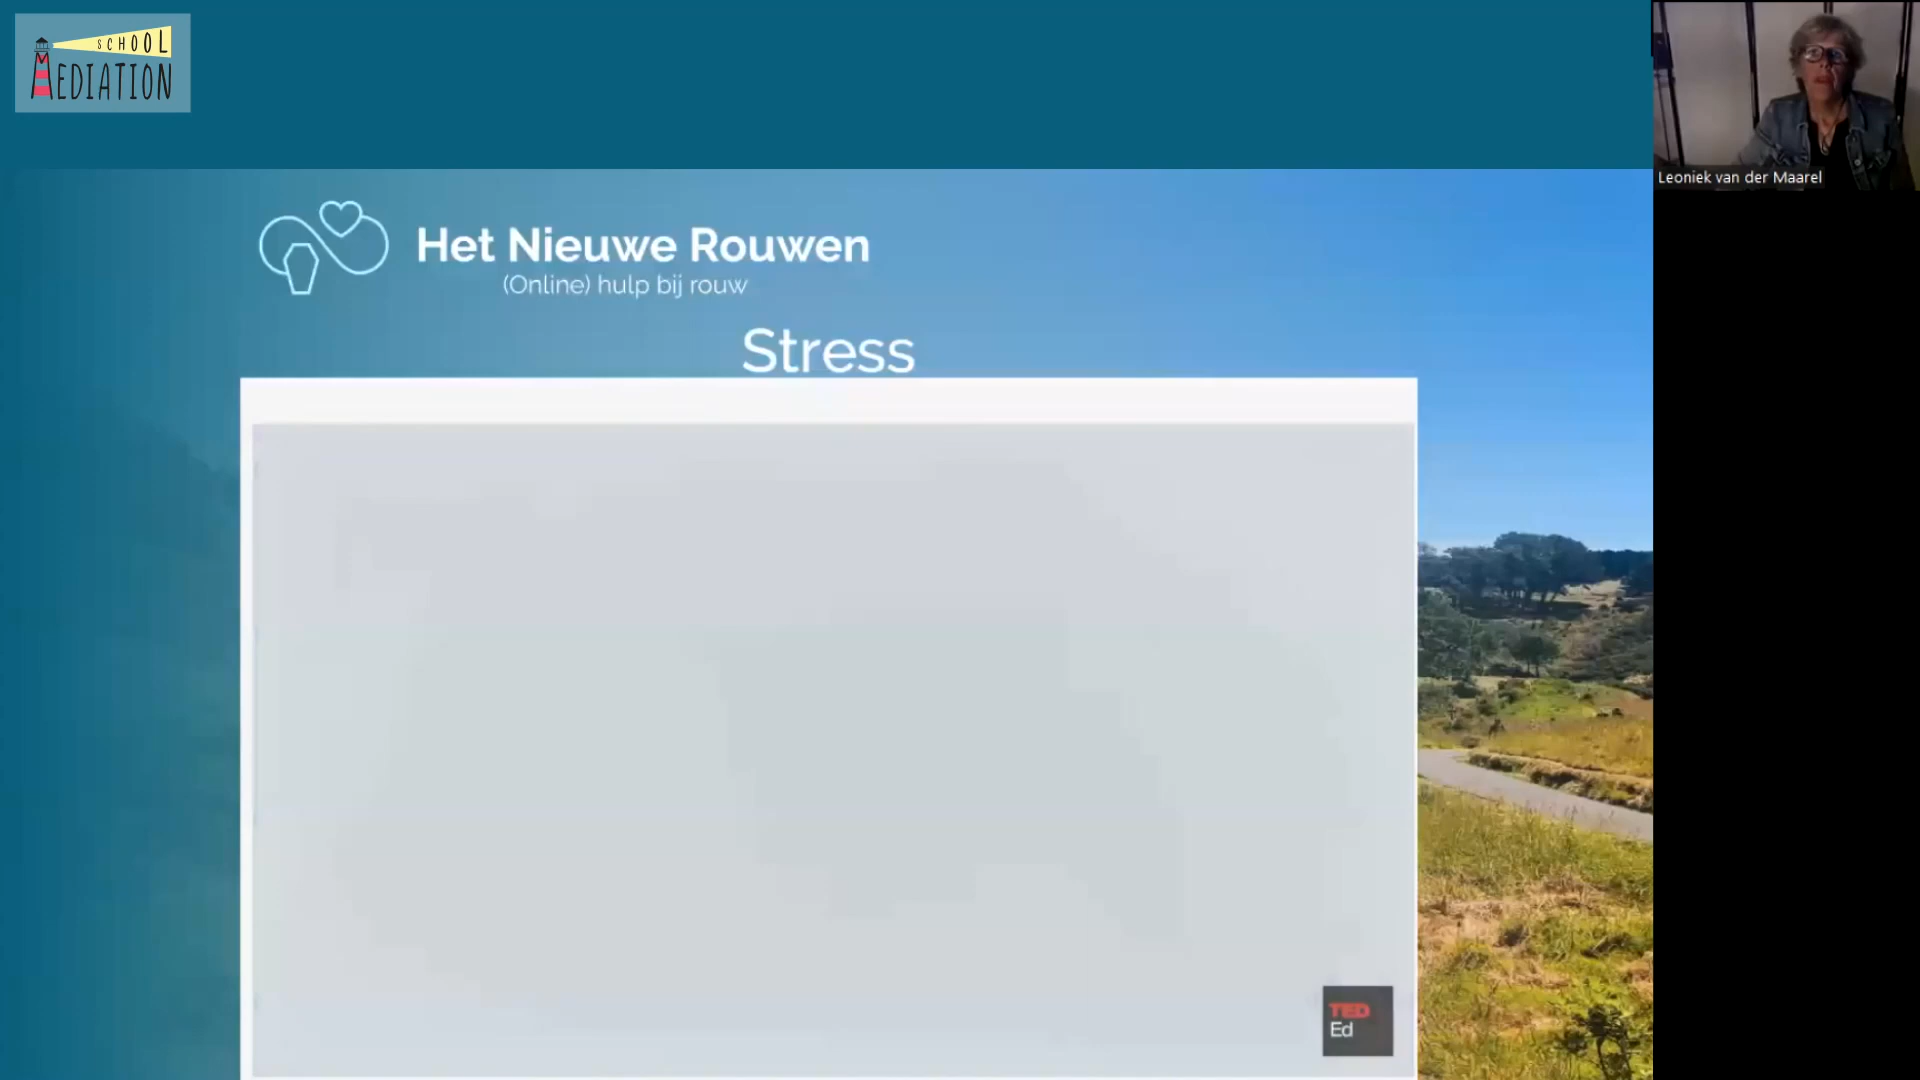 SCHOOL
MEDIATION
Het Nieuwe Rouwen
(Online) hulp bij rouw
Stress
TED
Ed
Leoniek van der Maarel